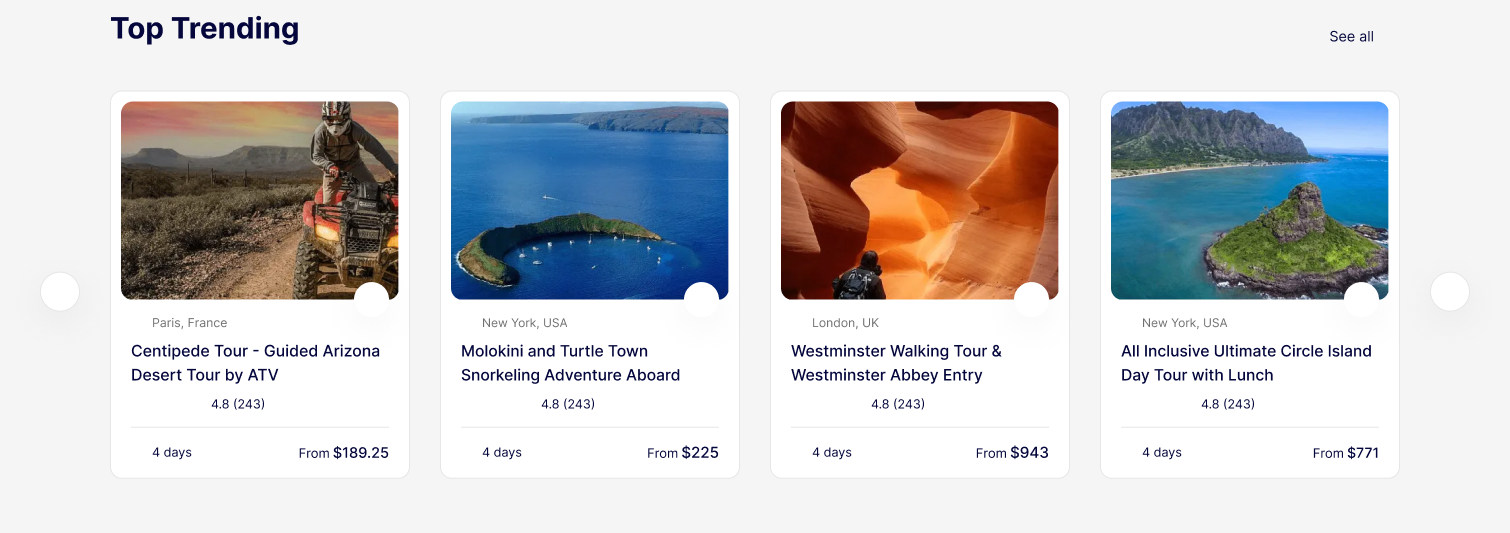 Top Trending
See all
Paris, France
Centipede Tour - Guided Arizona
Desert Tour by ATV
4.8 (243)
4 days
From $189.25
New York, USA
Molokini and Turtle Town
Snorkeling Adventure Aboard
4.8 (243)
4 days
From $225
London, UK
Westminster Walking Tour &
Westminster Abbey Entry
4.8 (243)
4 days
From $943
New York, USA
All Inclusive Ultimate Circle Island
Day Tour with Lunch
4.8 (243)
4 days
From $771